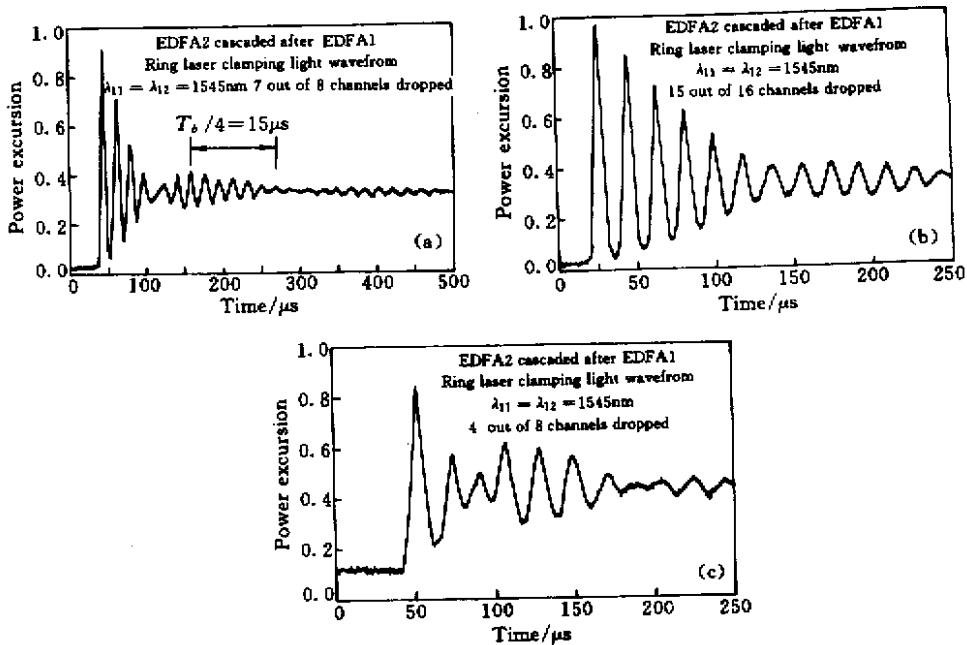 EDFA2 cascaded after EDFA1
Ring laser clamping light wavefrom
λ11 = λ12 = 1545nm 7 out of 8 channels dropped
Tb/4=15μs
(a)
Power excursion
1. 0
0. 8
0. 6
0. 4
0. 2
0. 0
0 100 200 300 400 500
Time/μs
EDFA2 cascaded after EDFA1
Ring laser clamping light wavefrom
λ11 = λ12 = 1545nm
15 out of 16 channels dropped
(b)
Power excursion
1. 0
0. 8
0. 6
0. 4
0. 2
0. 0
0 50 100 150 200 250
Time/μs
EDFA2 cascaded after EDFA1
Ring laser clamping light wavefrom
λ11 = λ12 = 1545nm
4 out of 8 channels dropped
(c)
Power excursion
1. 0
0. 8
0. 6
0. 4
0. 2
0. 0
0 50 100 150 200 250
Time/μs